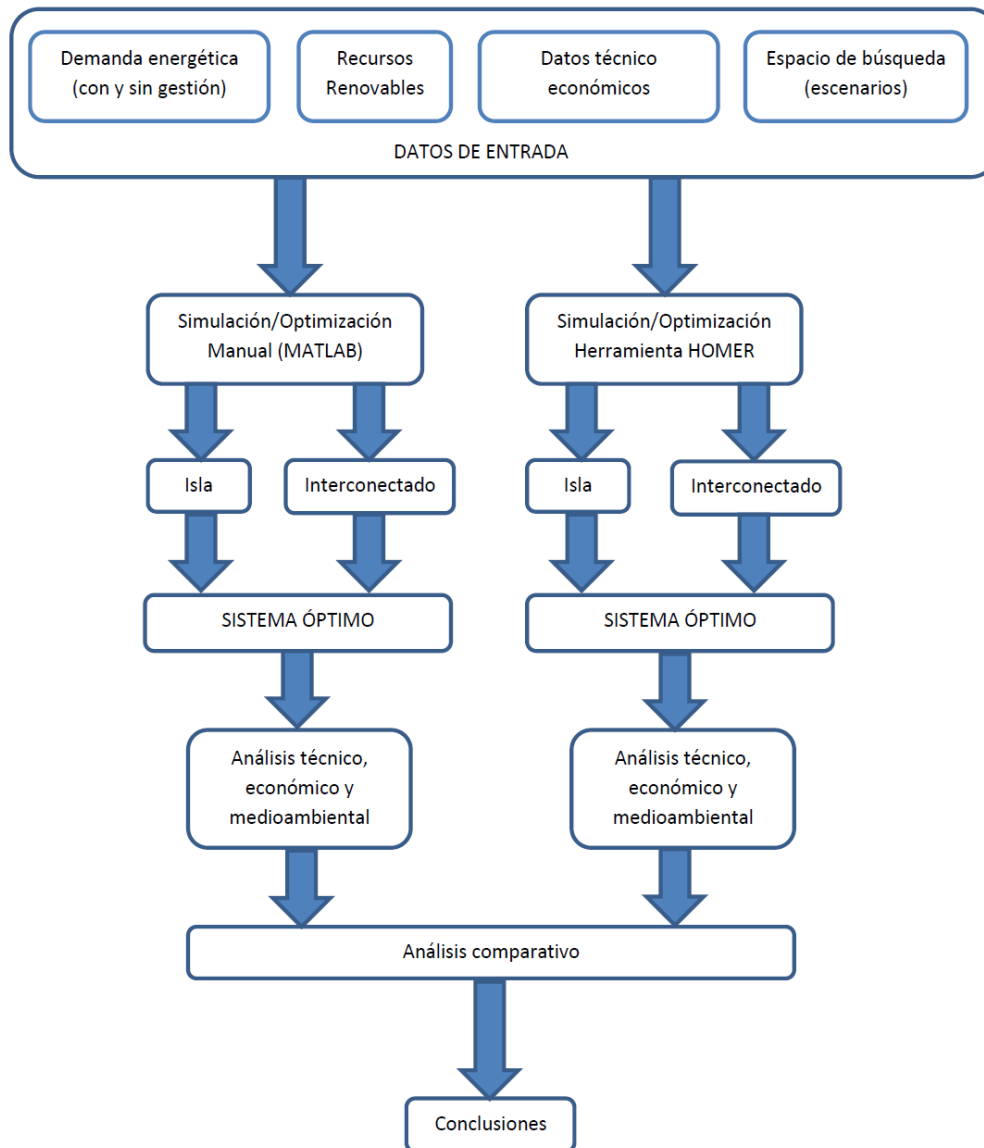 Demanda energética
(con y sin gestión)
Recursos
Renovables
Datos técnico
económicos
Espacio de búsqueda
(escenarios)
DATOS DE ENTRADA
Simulación/Optimización
Manual (MATLAB)
Simulación/Optimización
Herramienta HOMER
Isla
Interconectado
Isla
Interconectado
SISTEMA ÓPTIMO
SISTEMA ÓPTIMO
Análisis técnico,
económico y
medioambiental
Análisis técnico,
económico y
medioambiental
Análisis comparativo
Conclusiones